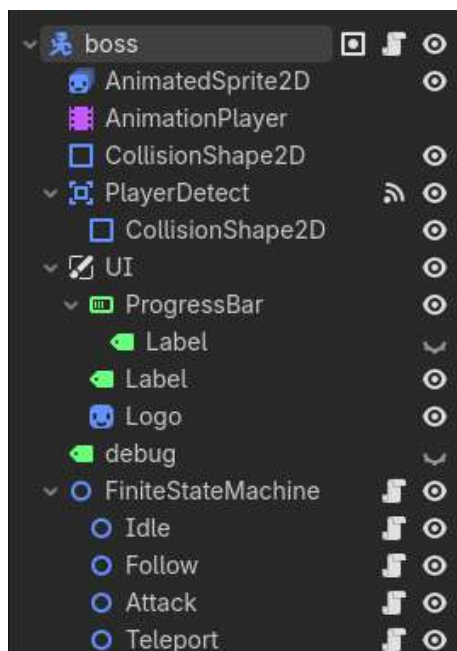 boss
AnimatedSprite2D
AnimationPlayer
CollisionShape2D
PlayerDetect
CollisionShape2D
UI
ProgressBar
Label
Label
Logo
debug
FiniteStateMachine
Idle
Follow
Attack
Teleport